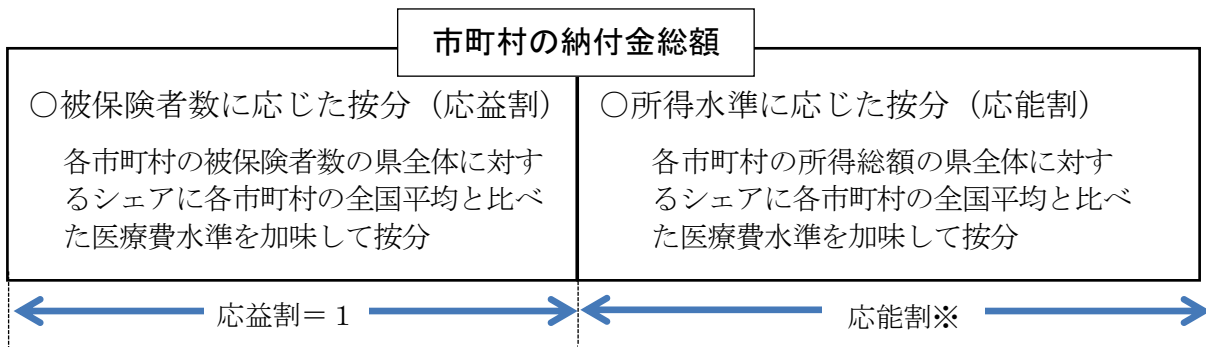 市町村の納付金総額
○被保険者数に応じた按分（応益割）
各市町村の被保険者数の県全体に対す
るシェアに各市町村の全国平均と比べ
た医療費水準を加味して按分
○所得水準に応じた按分（応能割）
各市町村の所得総額の県全体に対す
るシェアに各市町村の全国平均と比べ
た医療費水準を加味して按分
応益割＝１
応能割※